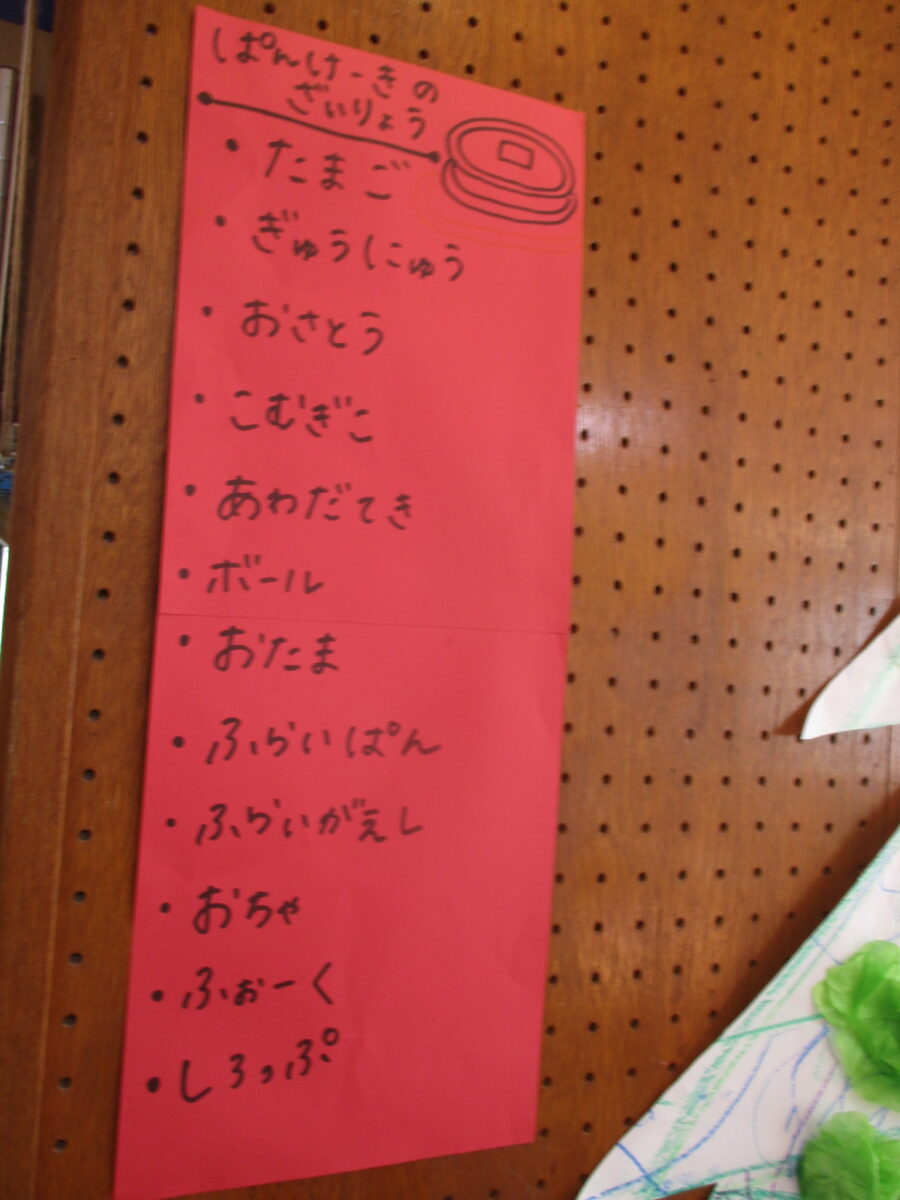 ぱんけーきの
ざいりょう
・たまご
・ぎゅうにゅう
・おさとう
・こむぎこ
・あわだてき
・ボール
・おたま
・ふらいぱん
・ふらいがえし
・おちゃ
・ふぉーく
・しろっぷ